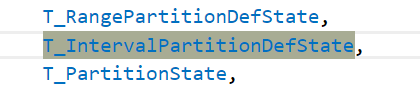 T_RangePartitionDefState,
T_IntervalPartitionDefState,
T_PartitionState,